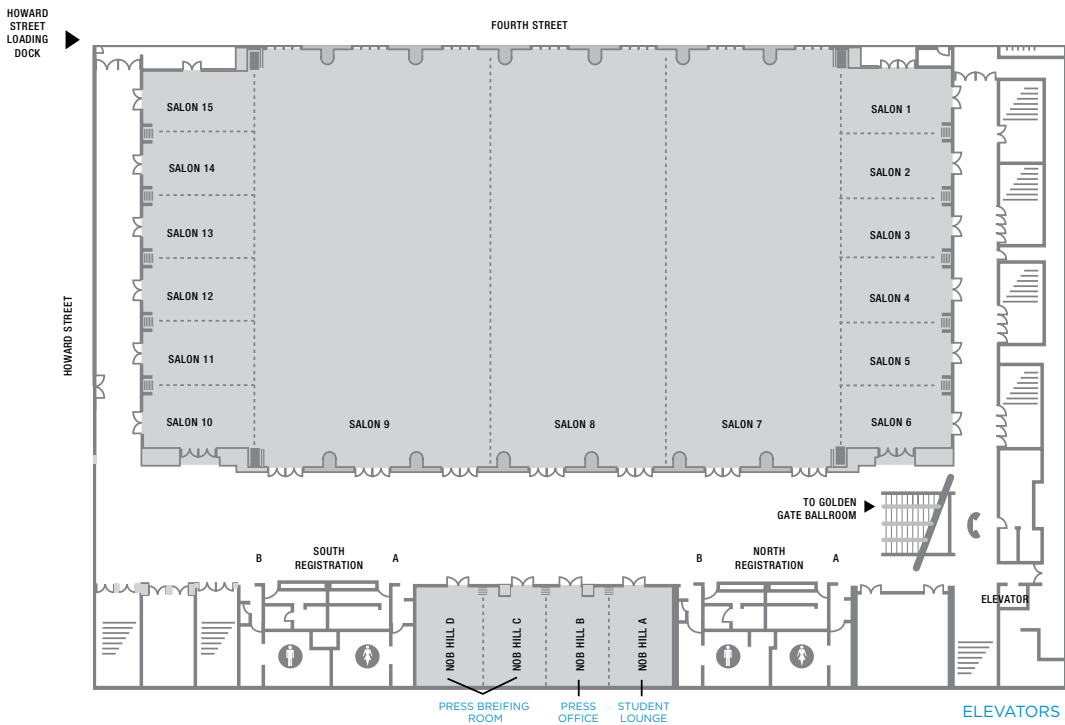 HOWARD
STREET
LOADING
DOCK
FOURTH STREET
SALON 15
SALON 1
SALON 14
SALON 2
SALON 13
SALON 3
SALON 12
SALON 4
HOWARD STREET
SALON 11
SALON 5
SALON 10
SALON 9
SALON 8
SALON 7
SALON 6
TO GOLDEN
GATE BALLROOM
B
SOUTH
REGISTRATION
A
B
NORTH
REGISTRATION
A
ELEVATOR
NOB HILL D
NOB HILL C
NOB HILL B
NOB HILL A
PRESS BREIFING
ROOM
PRESS
OFFICE
STUDENT
LOUNGE
ELEVATORS